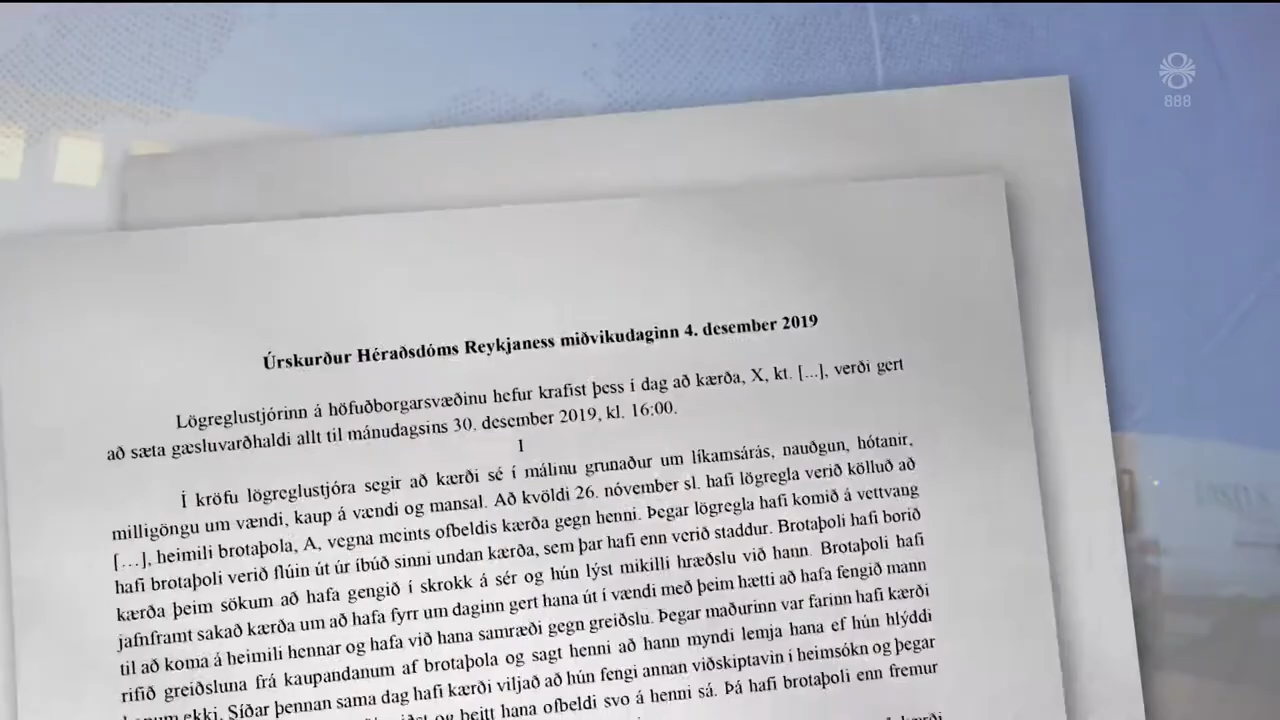 888
Úrskurður Héraðsdóms Reykjaness miðvikudaginn 4. desember 2019
Lögreglustjórinn á höfuðborgarsvæðinu hefur krafist þess í dag að kærða, X, kt. [...], verði gert
að sæta gæsluvarðhaldi allt til mánudagsins 30. desember 2019, kl. 16:00.
I
Í kröfu lögreglustjóra segir að kærði sé í málinu grunaður um líkamsárás, nauðgun, hótanir,
milligöngu um vændi, kaup á vændi og mansal. Að kvöldi 26. nóvember sl. hafi lögregla verið kölluð að
[…], heimili brotaþola, A, vegna meints ofbeldis kærða gegn henni. Þegar lögregla hafi komið á vettvang
hafi brotaþoli verið flúin út úr íbúð sinni undan kærða, sem þar hafi enn verið staddur. Brotaþoli hafi borið
kærða þeim sökum að hafa gengið í skrokk á sér og hún lýst mikilli hræðslu við hann. Brotaþoli hafi
jafnframt sakað kærða um að hafa fyrr um daginn gert hana út í vændi með þeim hætti að hafa fengið mann
til að koma á heimili hennar og hafa við hana samræði gegn greiðslu. Þegar maðurinn var farinn hafi kærði
rifið greiðsluna frá kaupandanum af brotaþola og sagt henni að hann myndi lemja hana ef hún hlýddi
ekki. Síðar þennan sama dag hafi kærði viljað að hún fengi annan viðskiptavin í heimsókn og þegar
og beitt hana ofbeldi svo á henni sá. Þá hafi brotaþoli enn fremur